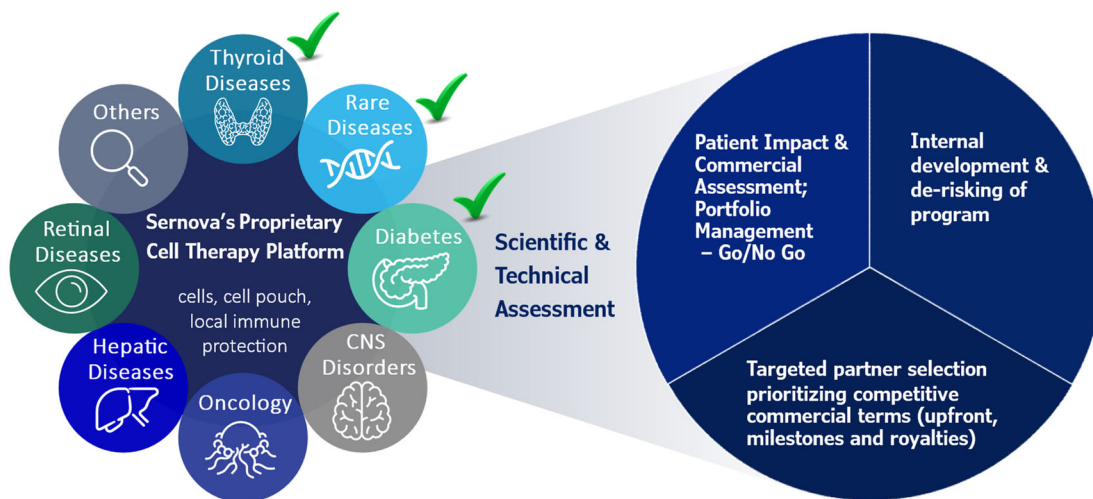 Thyroid
Diseases
Rare
Diseases
Others
Sernova's Proprietary
Cell Therapy Platform
cells, cell pouch,
local immune
protection
Retinal
Diseases
Diabetes
Hepatic
Diseases
CNS
Disorders
Oncology
Scientific &
Technical
Assessment
Patient Impact &
Commercial
Assessment;
Portfolio
Management
– Go/No Go
Internal
development &
de-risking of
program
Targeted partner selection
prioritizing competitive
commercial terms (upfront,
milestones and royalties)